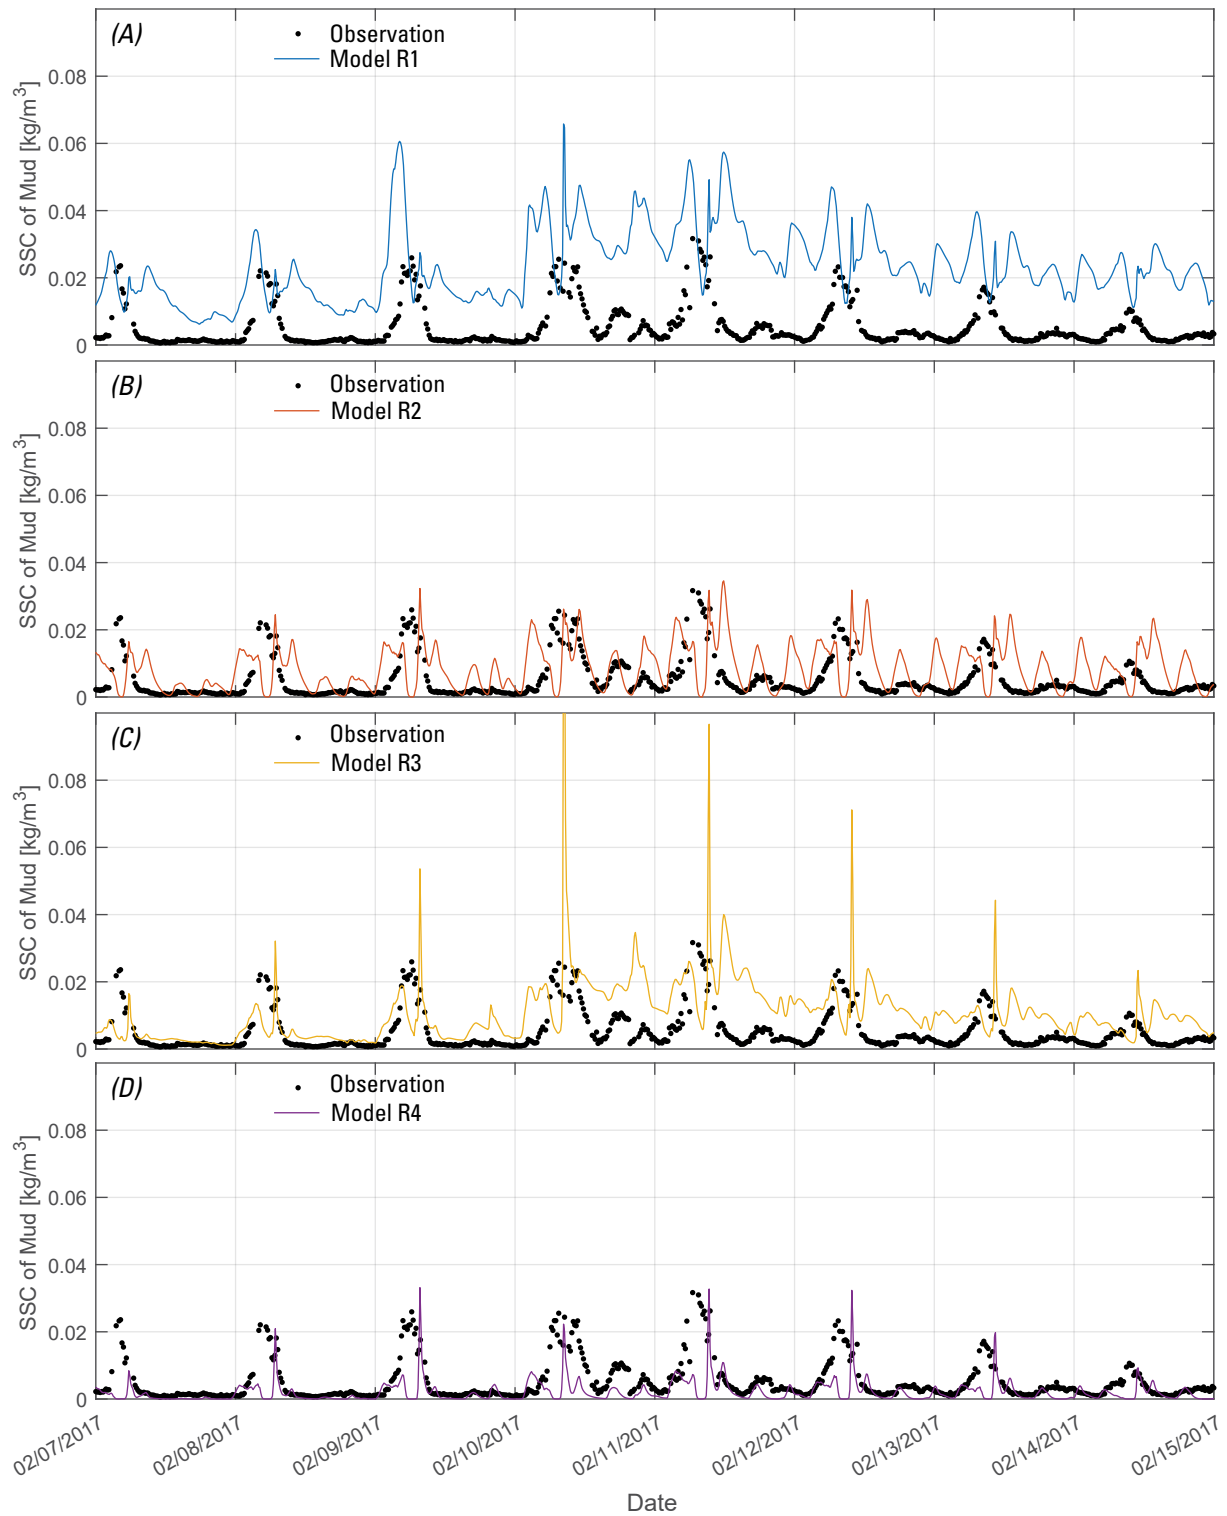 (A)
Observation
Model R1
0.08
0.06
0.04
0.02
0
SSC of Mud [kg/m³]
(B)
Observation
Model R2
0.08
0.06
0.04
0.02
0
SSC of Mud [kg/m³]
(C)
Observation
Model R3
0.08
0.06
0.04
0.02
0
SSC of Mud [kg/m³]
(D)
Observation
Model R4
0.08
0.06
0.04
0.02
0
SSC of Mud [kg/m³]
02/07/2017
02/08/2017
02/09/2017
02/10/2017
02/11/2017
02/12/2017
02/13/2017
02/14/2017
02/15/2017
Date